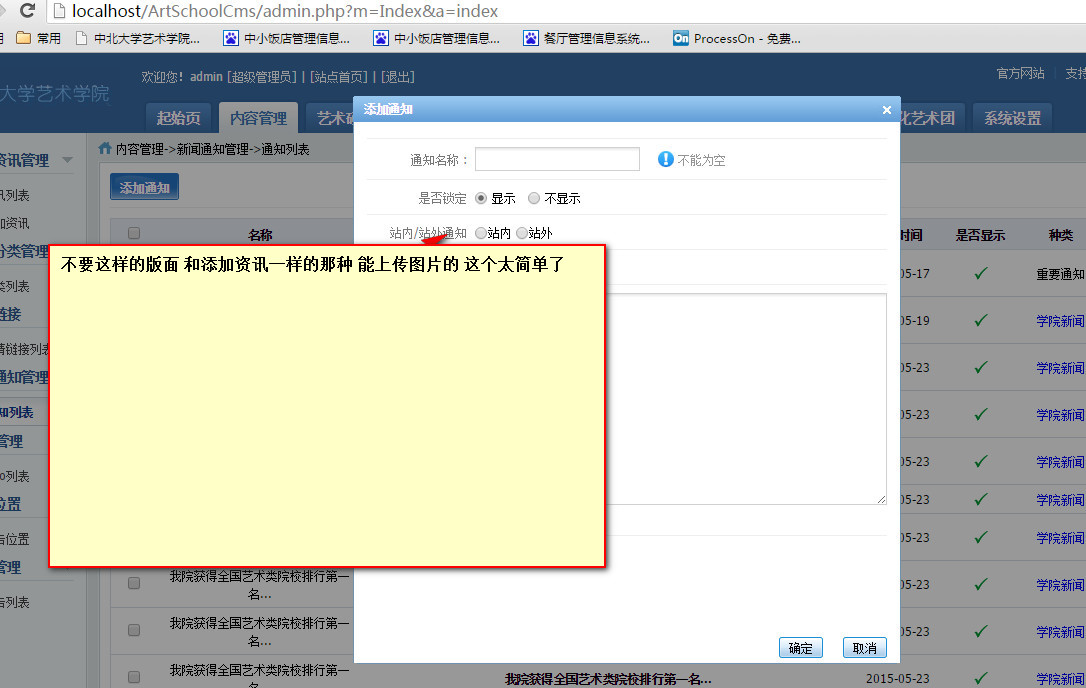 localhost/ArtSchoolCms/admin.php?m=Index&a=index
常用 中北大学艺术学院... 中小饭店管理信息... 中小饭店管理信息... 餐厅管理信息系统... On ProcessOn - 免费...
欢迎您! admin [超级管理员] | [站点首页] | [退出] 官方网站 支持
大学艺术学院
起始页 内容管理 艺术 化艺术团 系统设置
添加通知
资讯管理
内容管理->新闻通知管理->通知列表
通知名称: 不能为空
讯列表
添加通知
是否锁定 显示 不显示
加资讯
站内/站外通知 站内 站外
名称 时间 是否显示 种类
分类管理
不要这样的版面 和添加资讯一样的那种 能上传图片的 这个太简单了
05-17 重要通知
类列表
链接
05-19 学院新闻
情链接列表
05-23 学院新闻
通知管理
知列表
05-23 学院新闻
管理
05-23 学院新闻
列表
05-23 学院新闻
位置
05-23 学院新闻
告位置
管理
我院获得全国艺术类院校排行第一
名...
05-23 学院新闻
告列表
我院获得全国艺术类院校排行第一
名...
05-23 学院新闻
确定 取消
我院获得全国艺术类院校排行第一
我院获得全国艺术类院校排行第一名... 2015-05-23 学院新闻